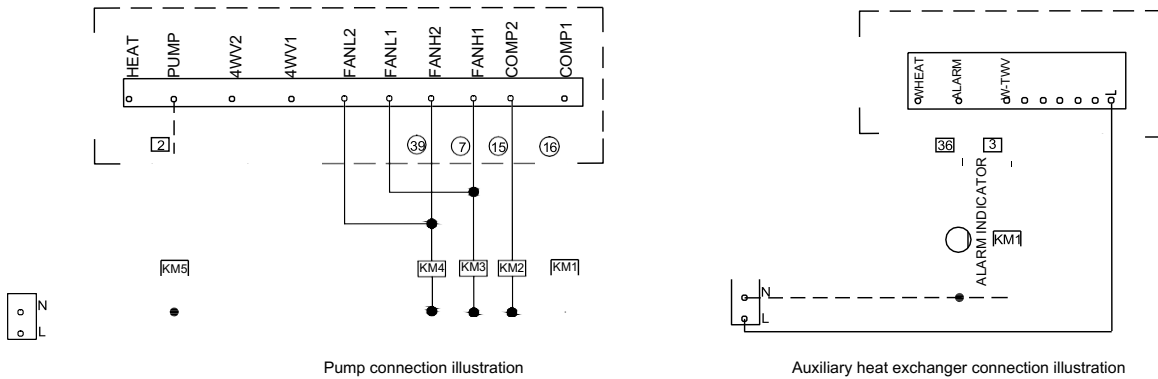 HEAT
PUMP
4WV2
4WV1
FANL2
FANL1
FANH2
FANH1
COMP2
COMP1
2
39
7
15
16
KM5
KM4
KM3
KM2
KM1
N
L
Pump connection illustration
WHEAT
ALARM
W-TWV
L
36
3
ALARM INDICATOR
KM1
N
L
Auxiliary heat exchanger connection illustration